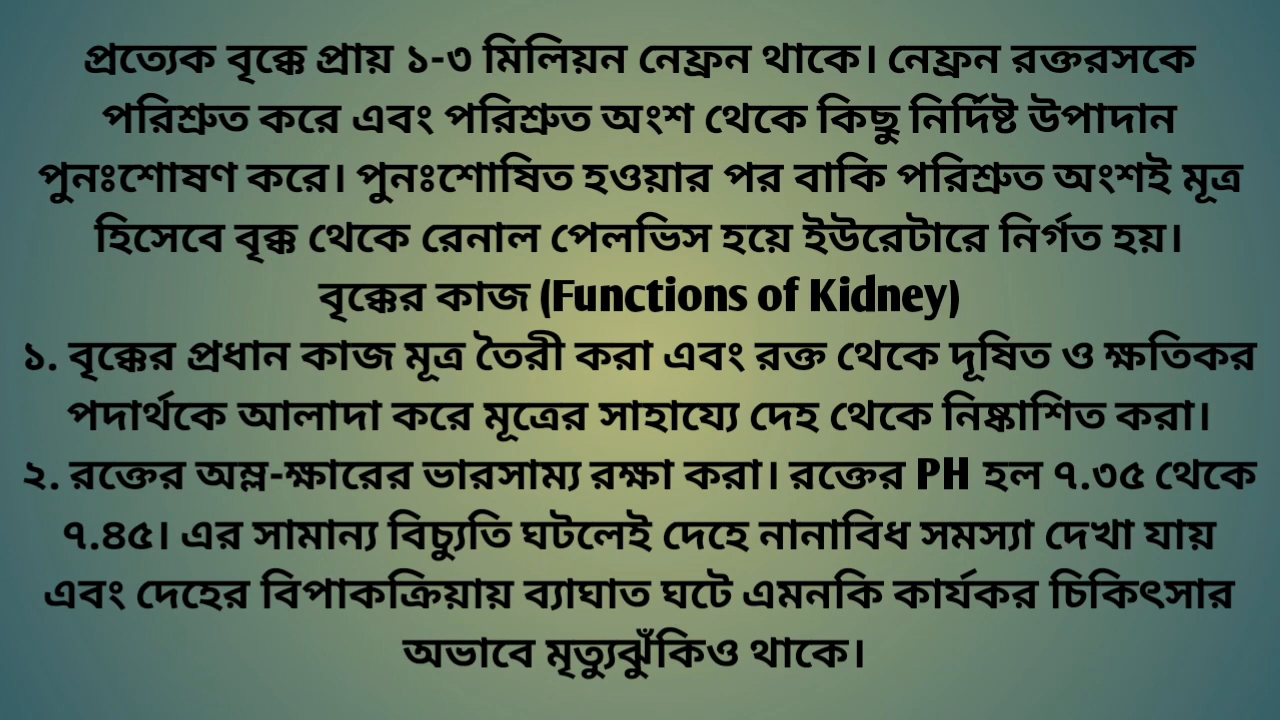 প্রত্যেক বৃক্কে প্রায় ১-৩ মিলিয়ন নেফ্রন থাকে। নেফ্রন রক্তরসকে
পরিশ্রুত করে এবং পরিশ্রুত অংশ থেকে কিছু নির্দিষ্ট উপাদান
পুনঃশোষণ করে। পুনঃশোষিত হওয়ার পর বাকি পরিশ্রুত অংশই মূত্র
হিসেবে বৃক্ক থেকে রেনাল পেলভিস হয়ে ইউরেটারে নির্গত হয়।
বৃক্কের কাজ (Functions of Kidney)
১. বৃক্কের প্রধান কাজ মূত্র তৈরী করা এবং রক্ত থেকে দূষিত ও ক্ষতিকর
পদার্থকে আলাদা করে মূত্রের সাহায্যে দেহ থেকে নিষ্কাশিত করা।
২. রক্তের অম্ল-ক্ষারের ভারসাম্য রক্ষা করা। রক্তের PH হল ৭.৩৫ থেকে
৭.৪৫। এর সামান্য বিচ্যুতি ঘটলেই দেহে নানাবিধ সমস্যা দেখা যায়
এবং দেহের বিপাকক্রিয়ায় ব্যাঘাত ঘটে এমনকি কার্যকর চিকিৎসার
অভাবে মৃত্যুঝুঁকিও থাকে।